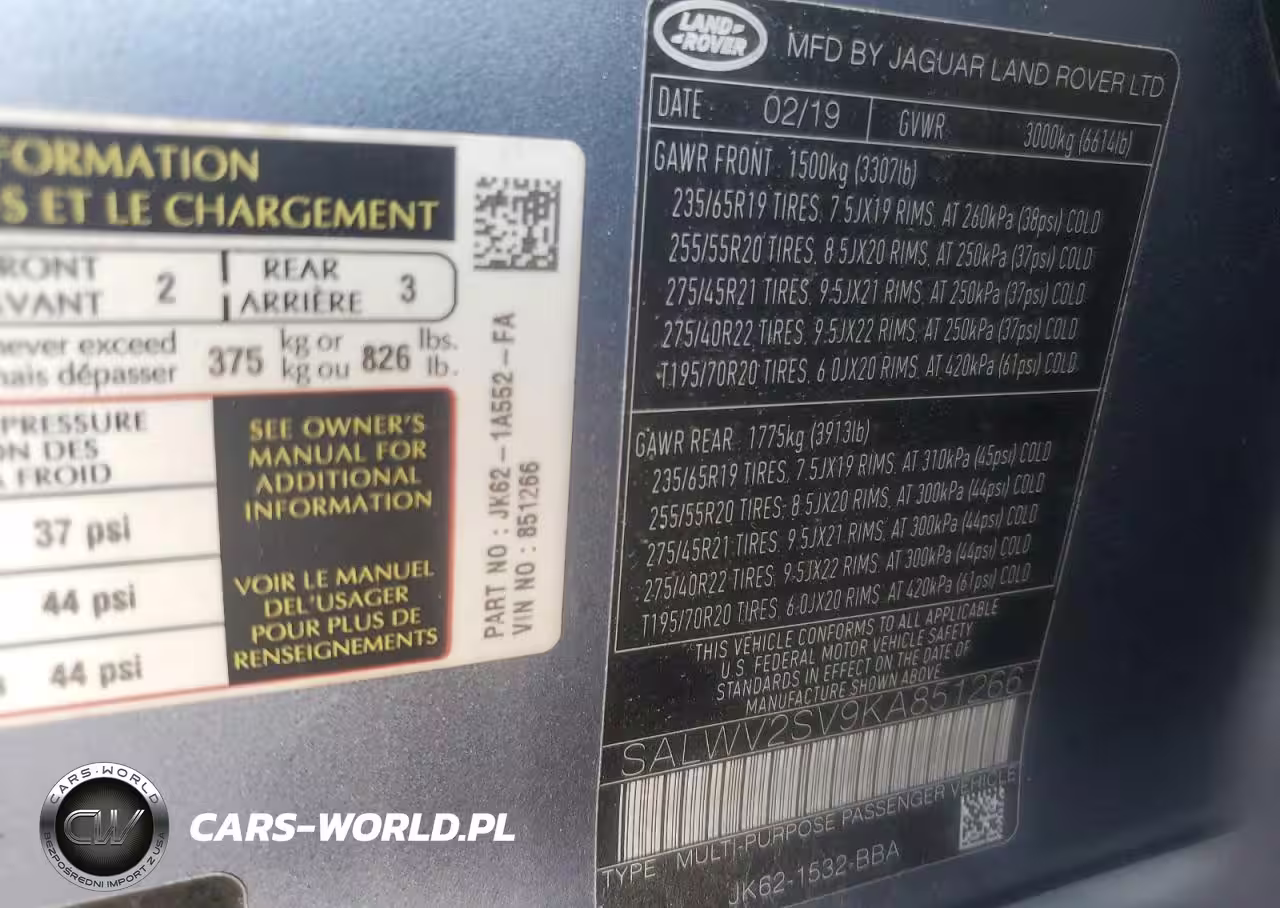 FORMATION
S ET LE CHARGEMENT
RONT 2 REAR 3
AVANT ARRIÈRE
never exceed 375 kg or 826 lbs.
mais dépasser kg ou lb.
PRESSURE
ON DES
FROID
37 psi
44 psi
44 psi
SEE OWNER'S
MANUAL FOR
ADDITIONAL
INFORMATION
VOIR LE MANUEL
DEL'USAGER
POUR PLUS DE
RENSEIGNEMENTS
PART NO : JK62-1A552-FA
VIN NO : 851266
LAND-
-ROVER
MFD BY JAGUAR LAND ROVER LTD
DATE : 02/19 GVWR: 3000kg (6614lb)
GAWR FRONT : 1500kg (3307lb)
235/65R19 TIRES, 7.5JX19 RIMS, AT 260kPa (38psi) COLD
255/55R20 TIRES, 8.5JX20 RIMS, AT 250kPa (37psi) COLD
275/45R21 TIRES, 9.5JX21 RIMS, AT 250kPa (37psi) COLD
275/40R22 TIRES, 9.5JX22 RIMS, AT 250kPa (37psi) COLD
T195/70R20 TIRES, 6.0JX20 RIMS, AT 420kPa (61psi) COLD
GAWR REAR : 1775kg (3913lb)
235/65R19 TIRES, 7.5JX19 RIMS, AT 310kPa (45psi) COLD
255/55R20 TIRES, 8.5JX20 RIMS, AT 300kPa (44psi) COLD
275/45R21 TIRES, 9.5JX21 RIMS, AT 300kPa (44psi) COLD
275/40R22 TIRES, 9.5JX22 RIMS, AT 300kPa (44psi) COLD
T195/70R20 TIRES, 6.0JX20 RIMS, AT 420kPa (61psi) COLD
THIS VEHICLE CONFORMS TO ALL APPLICABLE
U.S. FEDERAL MOTOR VEHICLE SAFETY
STANDARDS IN EFFECT ON THE DATE OF
MANUFACTURE SHOWN ABOVE.
SALWV2SV9KA851266
TYPE MULTI-PURPOSE PASSENGER VEHICLE
JK62-1532-BBA
CARS-WORLD
CW
BEZPOŚREDNI IMPORT Z USA
CARS-WORLD.PL